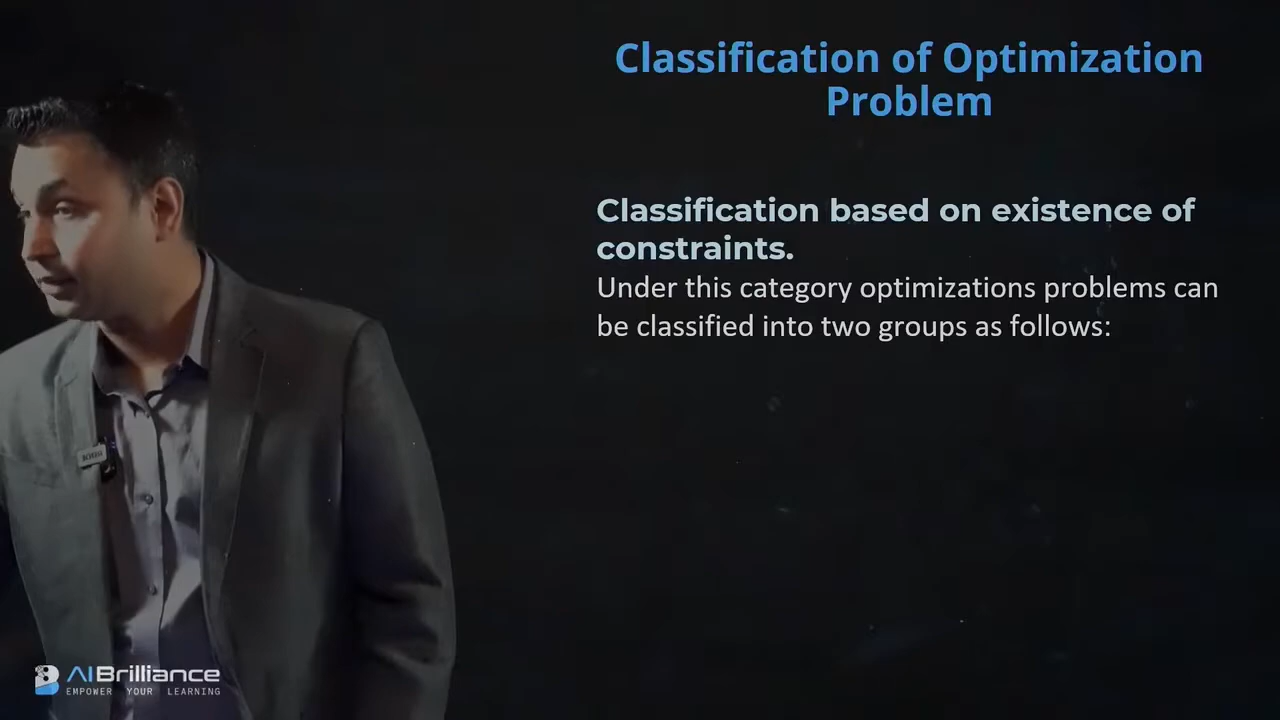 Classification of Optimization
Problem
Classification based on existence of
constraints.
Under this category optimizations problems can
be classified into two groups as follows:
AIBrilliance
EMPOWER YOUR LEARNING